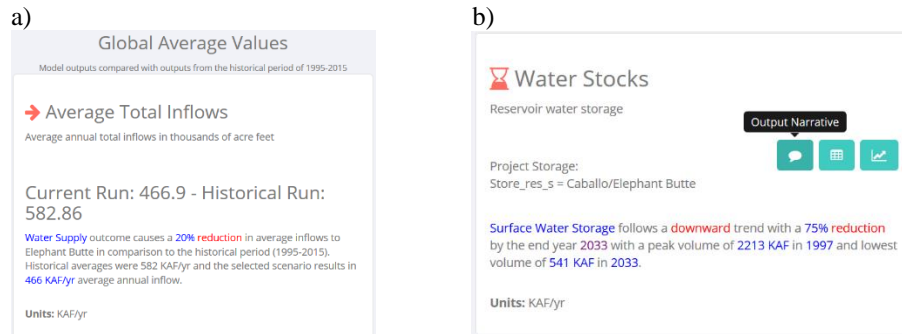 a)
Global Average Values
Model outputs compared with outputs from the historical period of 1995-2015
Average Total Inflows
Average annual total inflows in thousands of acre feet
Current Run: 466.9 - Historical Run:
582.86
Water Supply outcome causes a 20% reduction in average inflows to
Elephant Butte in comparison to the historical period (1995-2015).
Historical averages were 582 KAF/yr and the selected scenario results in
466 KAF/yr average annual inflow.
Units: KAF/yr
b)
Water Stocks
Reservoir water storage
Output Narrative
Project Storage:
Store_res_s = Caballo/Elephant Butte
Surface Water Storage follows a downward trend with a 75% reduction
by the end year 2033 with a peak volume of 2213 KAF in 1997 and lowest
volume of 541 KAF in 2033.
Units: KAF/yr